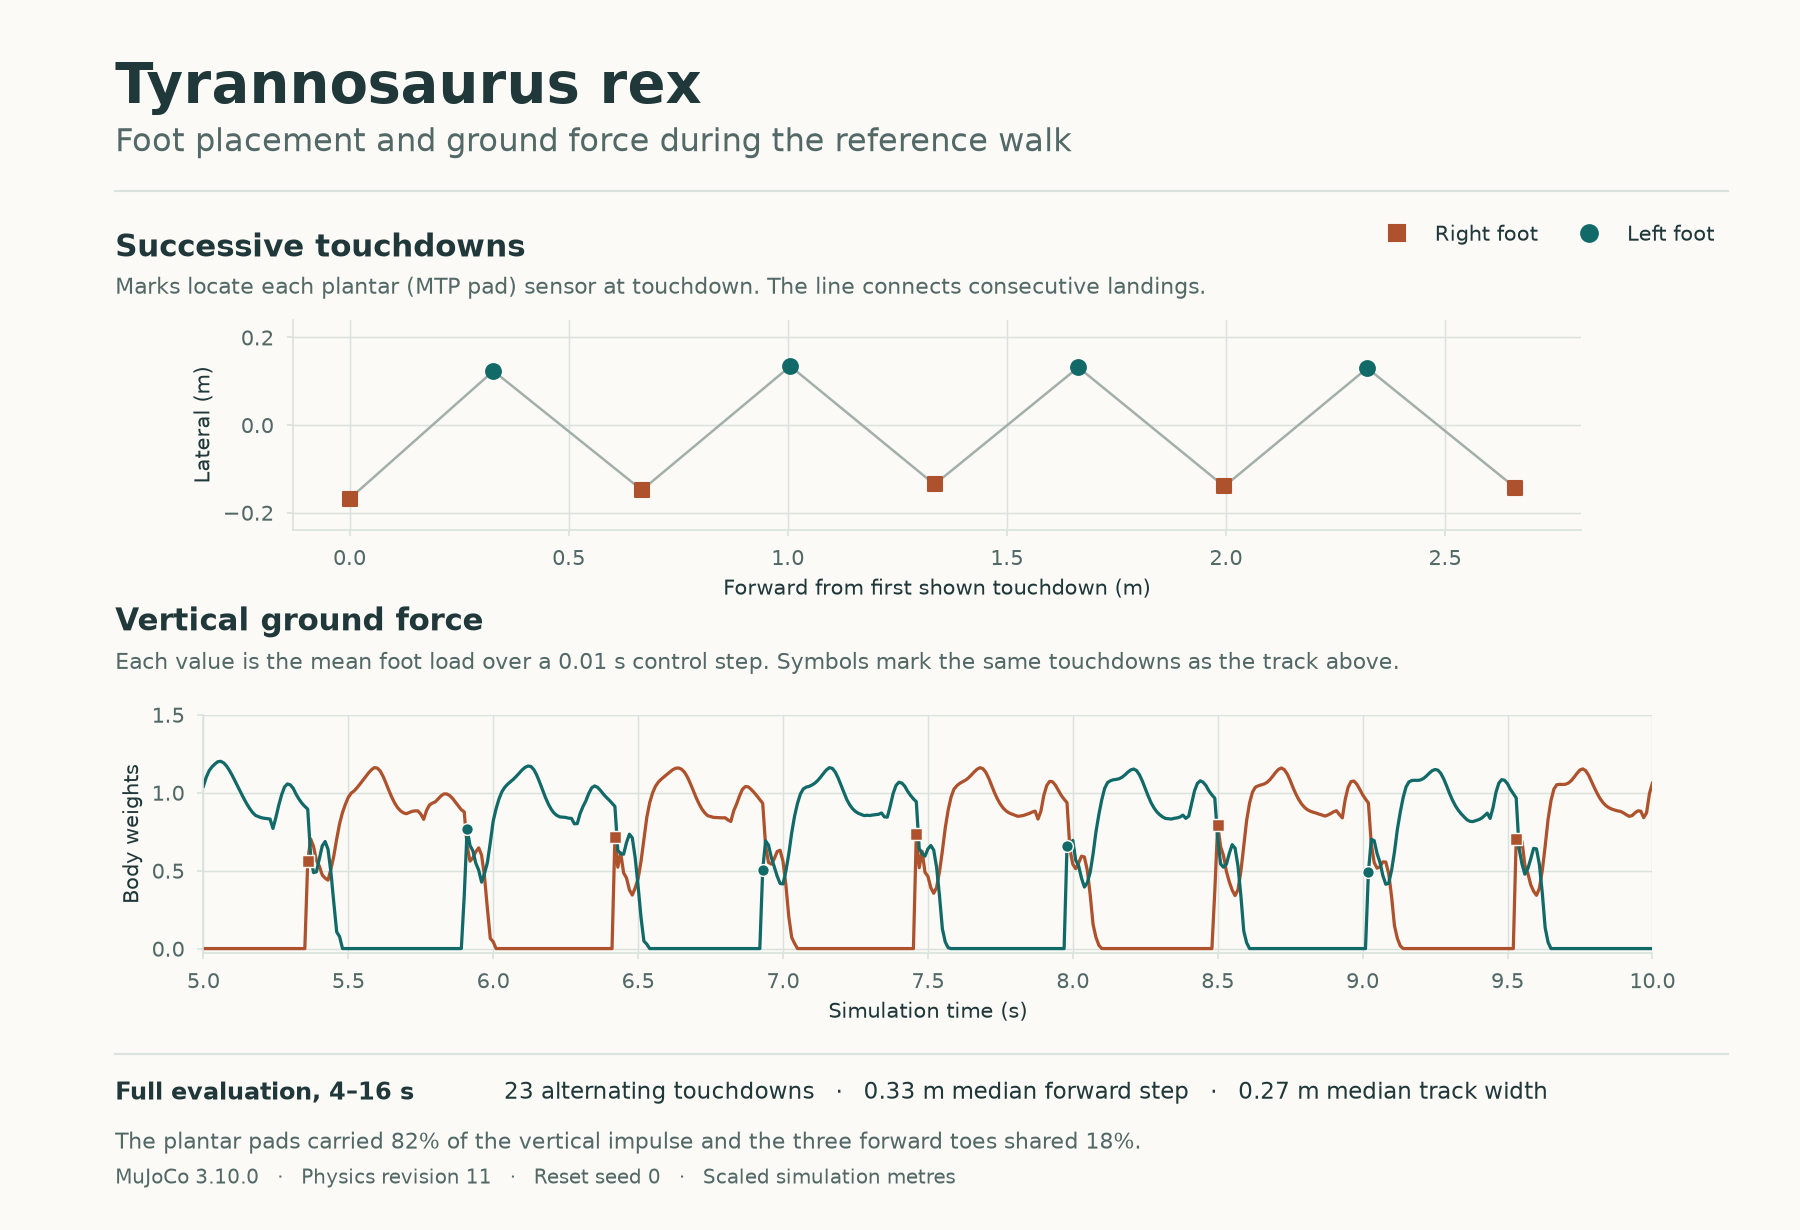 Tyrannosaurus rex
Foot placement and ground force during the reference walk
Right foot
Left foot
Successive touchdowns
Marks locate each plantar (MTP pad) sensor at touchdown. The line connects consecutive landings.
Lateral (m)
0.2
0.0
−0.2
0.0 0.5 1.0 1.5 2.0 2.5
Forward from first shown touchdown (m)
Vertical ground force
Each value is the mean foot load over a 0.01 s control step. Symbols mark the same touchdowns as the track above.
Body weights
1.5
1.0
0.5
0.0
5.0 5.5 6.0 6.5 7.0 7.5 8.0 8.5 9.0 9.5 10.0
Simulation time (s)
Full evaluation, 4–16 s 23 alternating touchdowns · 0.33 m median forward step · 0.27 m median track width
The plantar pads carried 82% of the vertical impulse and the three forward toes shared 18%.
MuJoCo 3.10.0 · Physics revision 11 · Reset seed 0 · Scaled simulation metres